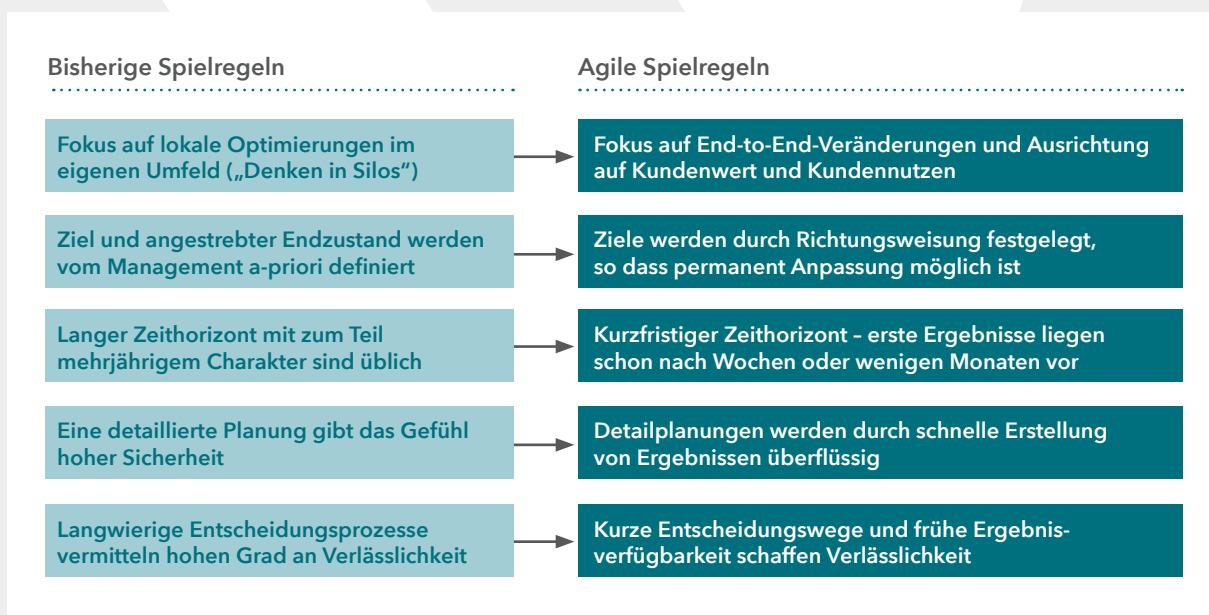 Bisherige Spielregeln
Agile Spielregeln
Fokus auf lokale Optimierungen im
eigenen Umfeld („Denken in Silos“)
Fokus auf End-to-End-Veränderungen und Ausrichtung
auf Kundenwert und Kundennutzen
Ziel und angestrebter Endzustand werden
vom Management a-priori definiert
Ziele werden durch Richtungsweisung festgelegt,
so dass permanent Anpassung möglich ist
Langer Zeithorizont mit zum Teil
mehrjährigem Charakter sind üblich
Kurzfristiger Zeithorizont – erste Ergebnisse liegen
schon nach Wochen oder wenigen Monaten vor
Eine detaillierte Planung gibt das Gefühl
hoher Sicherheit
Detailplanungen werden durch schnelle Erstellung
von Ergebnissen überflüssig
Langwierige Entscheidungsprozesse
vermitteln hohen Grad an Verlässlichkeit
Kurze Entscheidungswege und frühe Ergebnis-
verfügbarkeit schaffen Verlässlichkeit